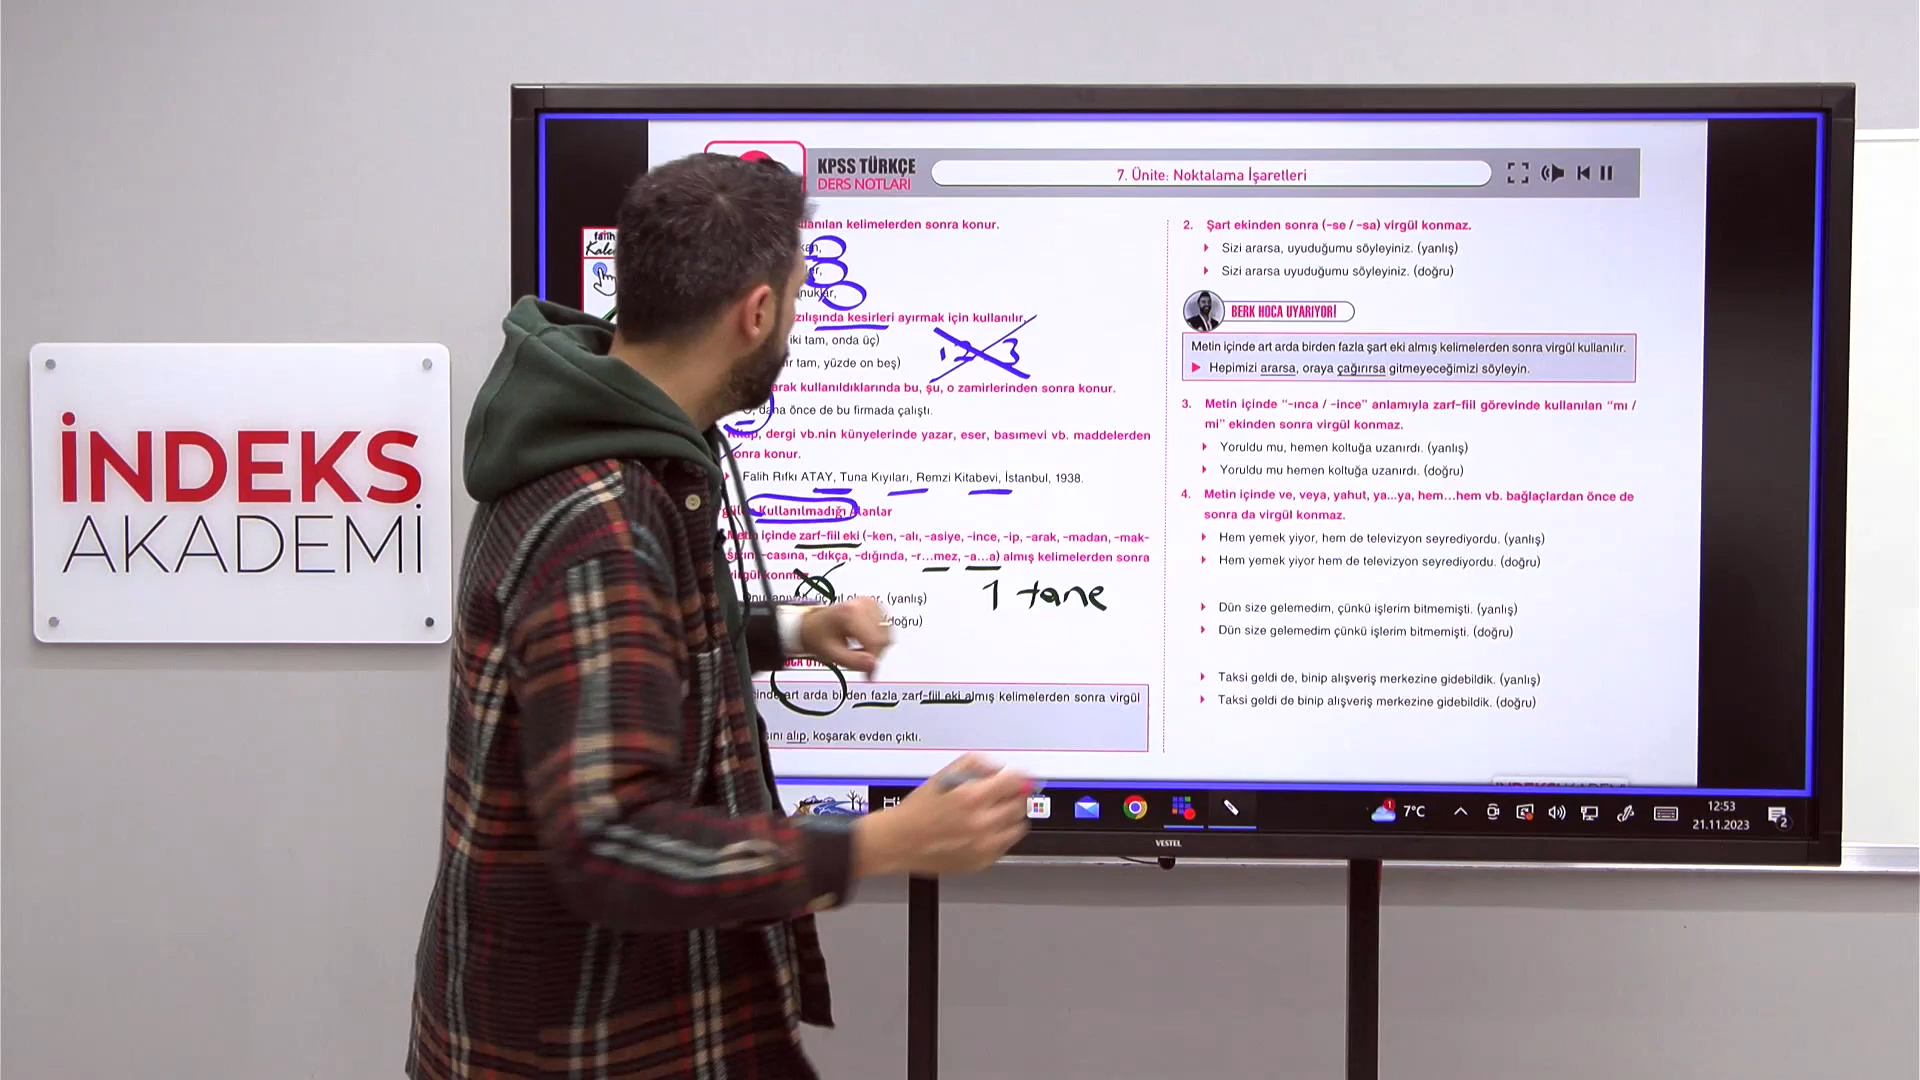 İNDEKS
AKADEMİ
KPSS TÜRKÇE
DERS NOTLARI
7. Ünite: Noktalama İşaretleri
kelimelerden sonra konur.
kesirleri ayırmak için kullanılır.
iki tam, onda üç)
tam, yüzde on beş)
kullanıldıklarında bu, şu, o zamirlerinden sonra konur.
O, daha önce de bu firmada çalıştı.
Kitap, dergi vb.nin künyelerinde yazar, eser, basımevi vb. maddelerden
sonra konur.
Falih Rıfkı ATAY, Tuna Kıyıları, Remzi Kitabevi, İstanbul, 1938.
Kullanılmadığı Alanlar
Metin içinde zarf-fiil eki (-ken, -alı, -asiye, -ince, -ip, -arak, -madan, -mak-
-casına, -dıkça, -dığında, -r...mez, -a...a) almış kelimelerden sonra
virgül konmaz.
1 tane
(yanlış)
(doğru)
art arda birden fazla zarf-fiil eki almış kelimelerden sonra virgül
alıp, koşarak evden çıktı.
2. Şart ekinden sonra (-se / -sa) virgül konmaz.
Sizi ararsa, uyuduğumu söyleyiniz. (yanlış)
Sizi ararsa uyuduğumu söyleyiniz. (doğru)
BERK HOCA UYARIYOR!
Metin içinde art arda birden fazla şart eki almış kelimelerden sonra virgül kullanılır.
Hepimizi ararsa, oraya çağırırsa gitmeyeceğimizi söyleyin.
3. Metin içinde "-ınca / -ince" anlamıyla zarf-fiil görevinde kullanılan "mı /
mi" ekinden sonra virgül konmaz.
Yoruldu mu, hemen koltuğa uzanırdı. (yanlış)
Yoruldu mu hemen koltuğa uzanırdı. (doğru)
4. Metin içinde ve, veya, yahut, ya...ya, hem...hem vb. bağlaçlardan önce de
sonra da virgül konmaz.
Hem yemek yiyor, hem de televizyon seyrediyordu. (yanlış)
Hem yemek yiyor hem de televizyon seyrediyordu. (doğru)
Dün size gelemedim, çünkü işlerim bitmemişti. (yanlış)
Dün size gelemedim çünkü işlerim bitmemişti. (doğru)
Taksi geldi de, binip alışveriş merkezine gidebildik. (yanlış)
Taksi geldi de binip alışveriş merkezine gidebildik. (doğru)
1
7°C
12:53
21.11.2023
2
VESTEL